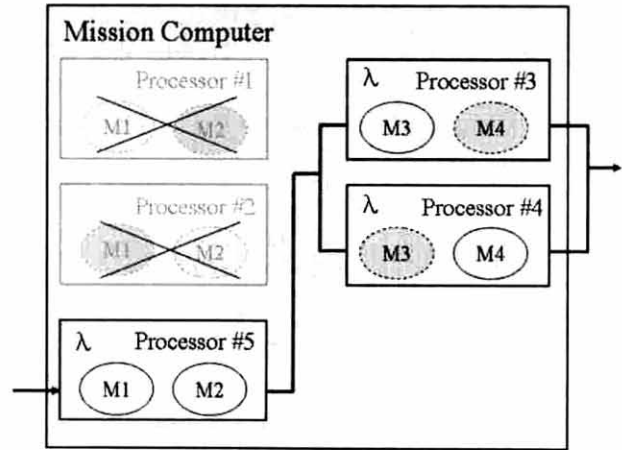 Mission Computer
Processor #1
M1 M2
Processor #2
M1 M2
λ Processor #5
M1 M2
λ Processor #3
M3 M4
λ Processor #4
M3 M4